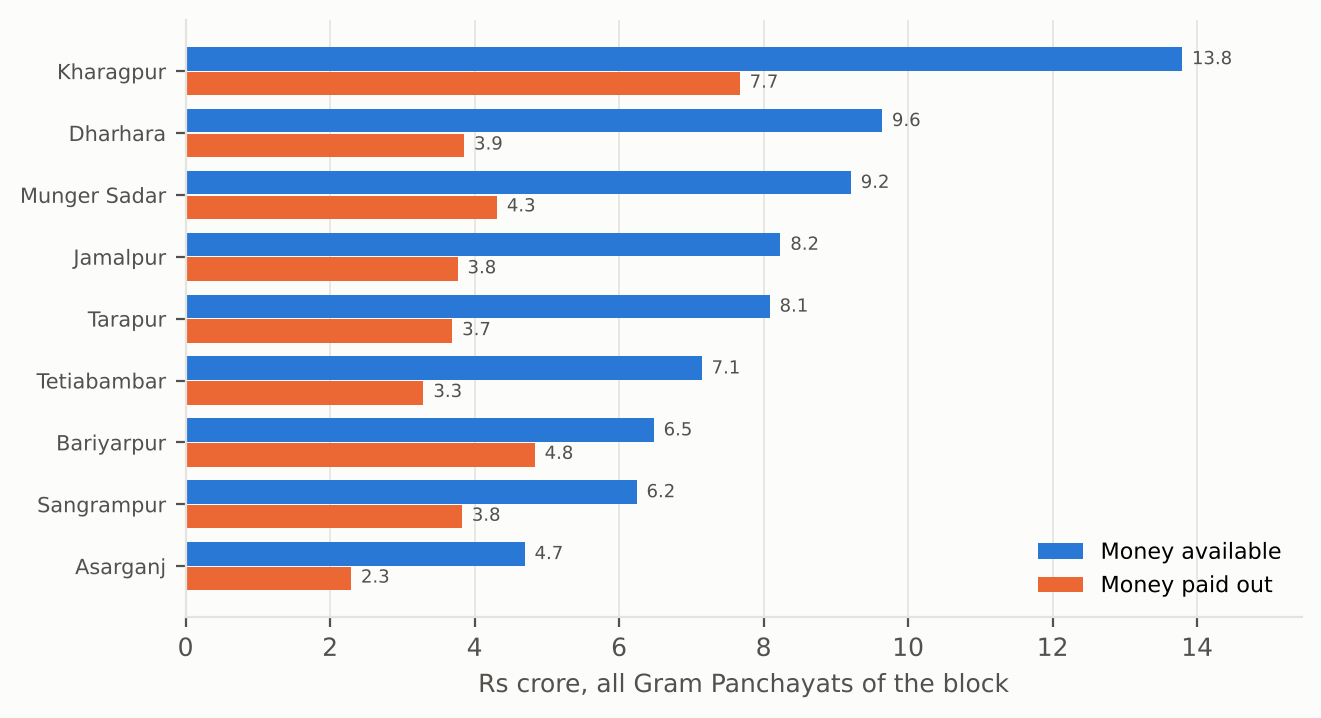 Kharagpur 13.8
7.7
Dharhara 9.6
3.9
Munger Sadar 9.2
4.3
Jamalpur 8.2
3.8
Tarapur 8.1
3.7
Tetiabambar 7.1
3.3
Bariyarpur 6.5
4.8
Sangrampur 6.2
3.8
Asarganj 4.7
2.3
Money available
Money paid out
0 2 4 6 8 10 12 14
Rs crore, all Gram Panchayats of the block